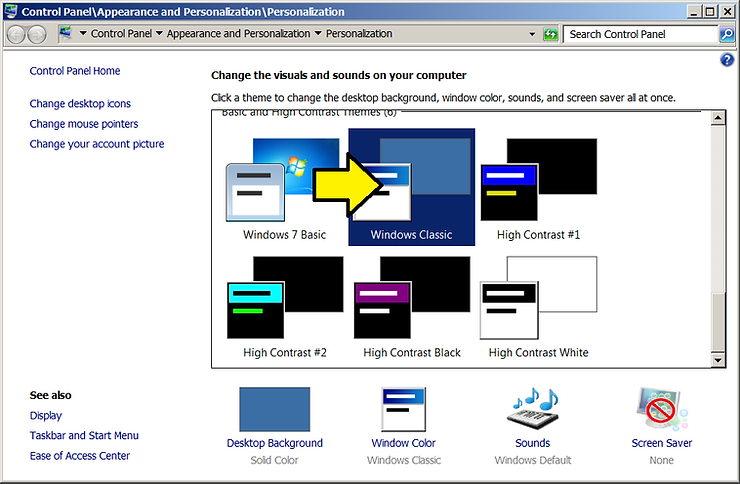 Control Panel\Appearance and Personalization\Personalization
Control Panel Appearance and Personalization Personalization
Search Control Panel
?
Control Panel Home
Change desktop icons
Change mouse pointers
Change your account picture
Change the visuals and sounds on your computer
Click a theme to change the desktop background, window color, sounds, and screen saver all at once.
Basic and High Contrast Themes (6)
Windows 7 Basic
Windows Classic
High Contrast #1
High Contrast #2
High Contrast Black
High Contrast White
See also
Display
Taskbar and Start Menu
Ease of Access Center
Desktop Background
Solid Color
Window Color
Windows Classic
Sounds
Windows Default
Screen Saver
None